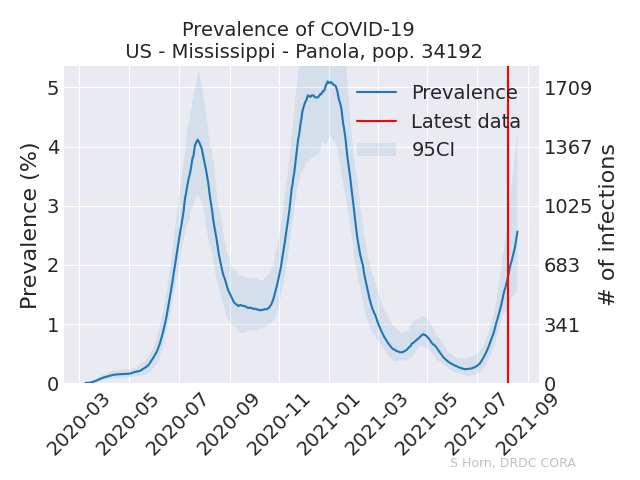 Prevalence of COVID-19
US - Mississippi - Panola, pop. 34192
Prevalence (%)
5
4
3
2
1
0
Prevalence
Latest data
95CI
1709
1367
1025
683
341
0
# of infections
2020-03
2020-05
2020-07
2020-09
2020-11
2021-01
2021-03
2021-05
2021-07
2021-09
S Horn, DRDC CORA